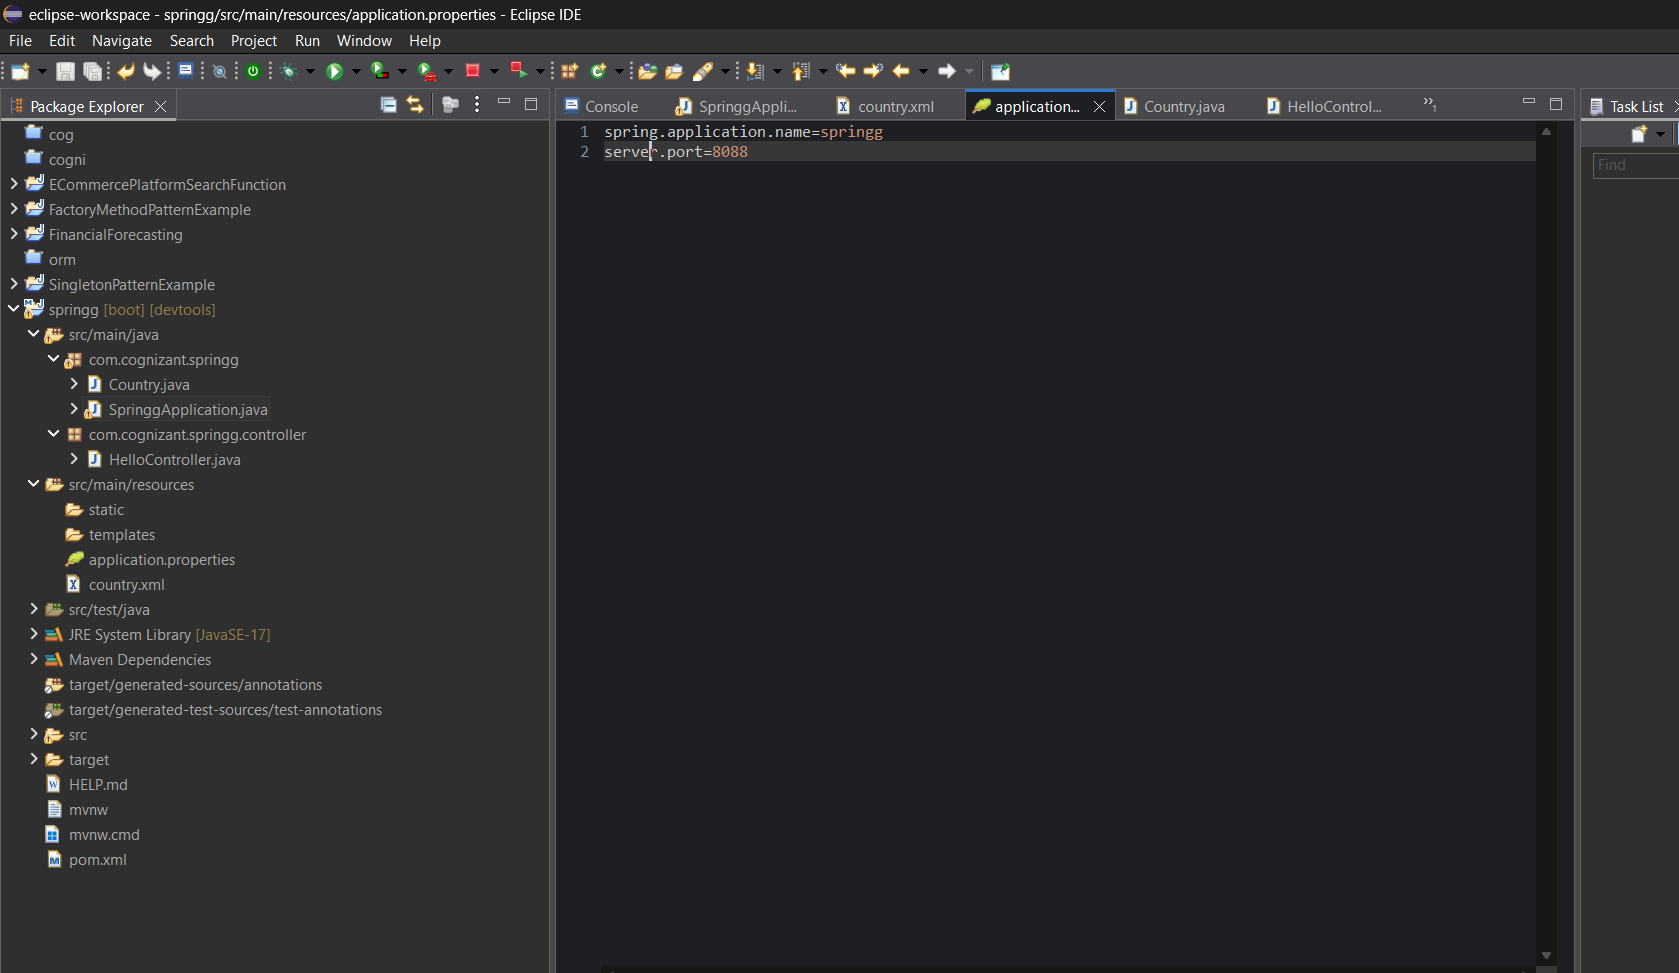 eclipse-workspace - springg/src/main/resources/application.properties - Eclipse IDE
File Edit Navigate Search Project Run Window Help
Package Explorer
Console SpringgAppli... country.xml application... Country.java HelloControl... »1
Task List
Find
cog
cogni
ECommercePlatformSearchFunction
FactoryMethodPatternExample
FinancialForecasting
orm
SingletonPatternExample
springg [boot] [devtools]
src/main/java
com.cognizant.springg
Country.java
SpringgApplication.java
com.cognizant.springg.controller
HelloController.java
src/main/resources
static
templates
application.properties
country.xml
src/test/java
JRE System Library [JavaSE-17]
Maven Dependencies
target/generated-sources/annotations
target/generated-test-sources/test-annotations
src
target
HELP.md
mvnw
mvnw.cmd
pom.xml
1 spring.application.name=springg
2 server.port=8088